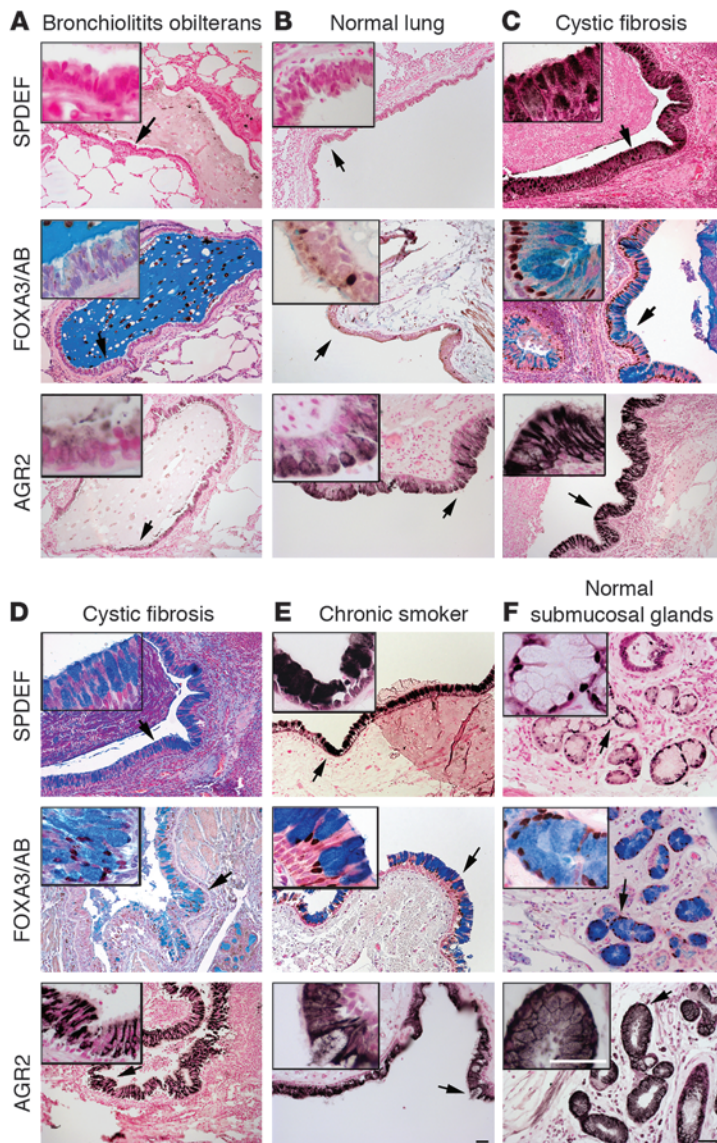 A Bronchiolitits obilterans
B Normal lung
C Cystic fibrosis
SPDEF
FOXA3/AB
AGR2
D Cystic fibrosis
E Chronic smoker
F Normal
submucosal glands
SPDEF
FOXA3/AB
AGR2